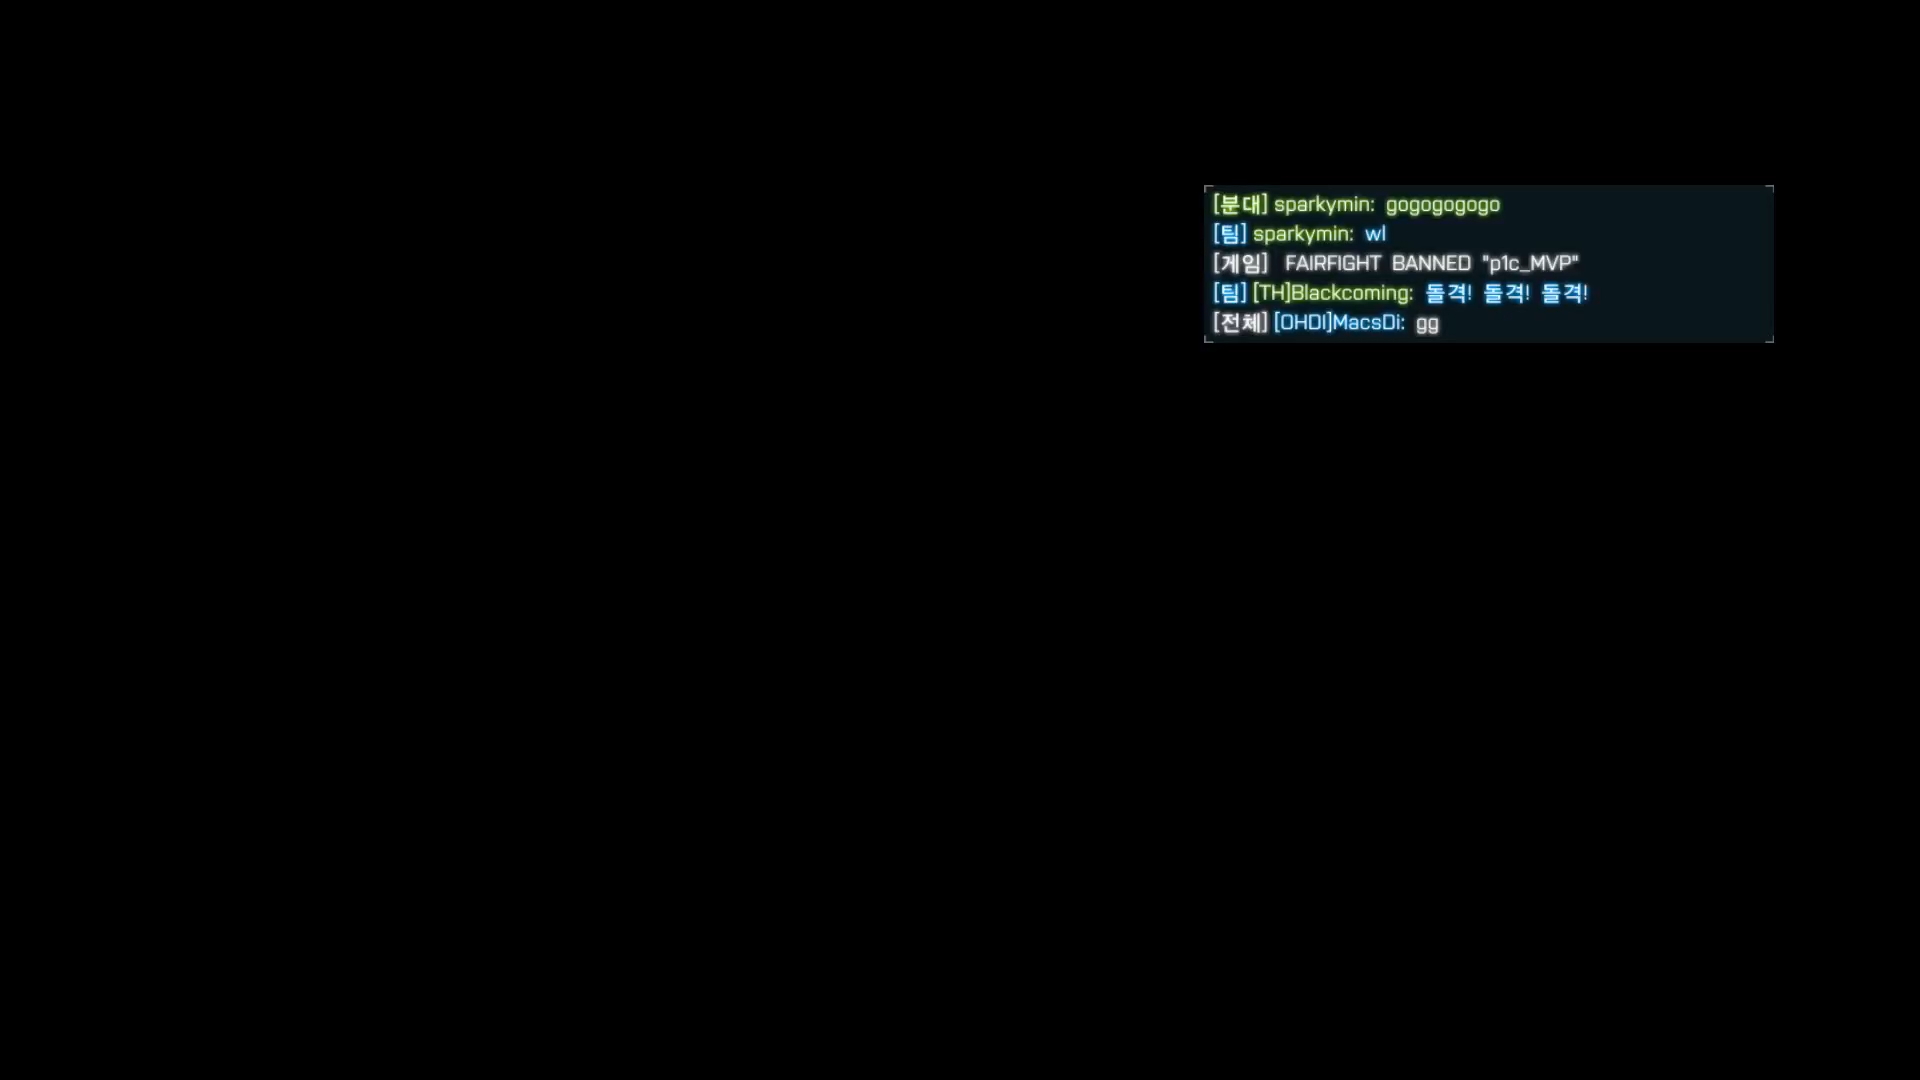 [분대] sparkymin: gogogogogo
[팀] sparkymin: wl
[게임] FAIRFIGHT BANNED "p1c_MVP"
[팀] [TH]Blackcoming: 돌격! 돌격! 돌격!
[전체] [OHDI]MacsDi: gg